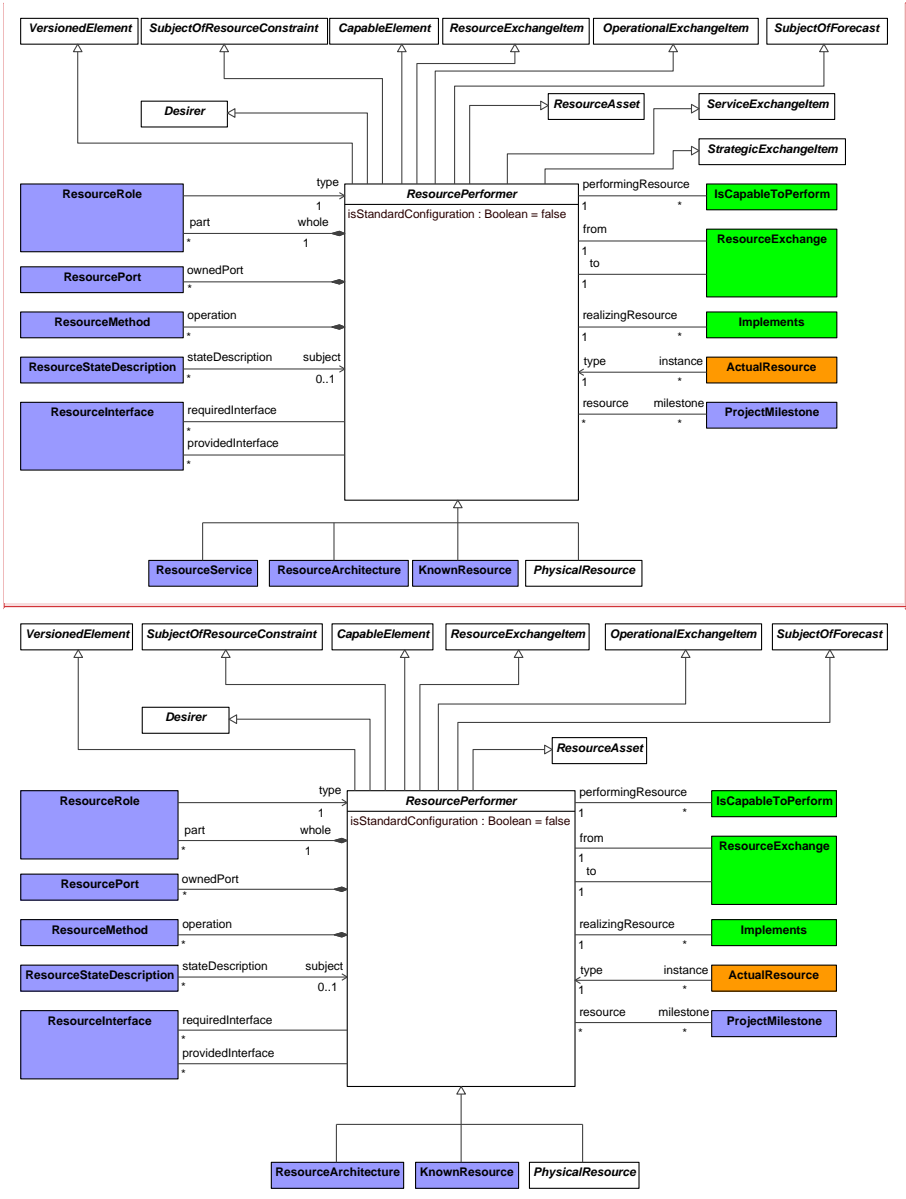 VersionedElement SubjectOfResourceConstraint CapableElement ResourceExchangeItem OperationalExchangeItem SubjectOfForecast
Desirer ResourceAsset ServiceExchangeItem
StrategicExchangeItem
ResourceRole type 1 ResourcePerformer performingResource 1 * IsCapableToPerform
isStandardConfiguration : Boolean = false
part * whole 1 from 1 ResourceExchange
ResourcePort ownedPort * to 1
ResourceMethod operation * realizingResource 1 * Implements
ResourceStateDescription stateDescription * subject 0..1 type 1 instance * ActualResource
ResourceInterface requiredInterface * resource * milestone * ProjectMilestone
providedInterface *
ResourceService ResourceArchitecture KnownResource PhysicalResource
VersionedElement SubjectOfResourceConstraint CapableElement ResourceExchangeItem OperationalExchangeItem SubjectOfForecast
Desirer
ResourceAsset
ResourceRole type 1 ResourcePerformer performingResource 1 * IsCapableToPerform
isStandardConfiguration : Boolean = false
part * whole 1 from 1 ResourceExchange
ResourcePort ownedPort * to 1
ResourceMethod operation * realizingResource 1 * Implements
ResourceStateDescription stateDescription * subject 0..1 type 1 instance * ActualResource
ResourceInterface requiredInterface * resource * milestone * ProjectMilestone
providedInterface *
ResourceArchitecture KnownResource PhysicalResource